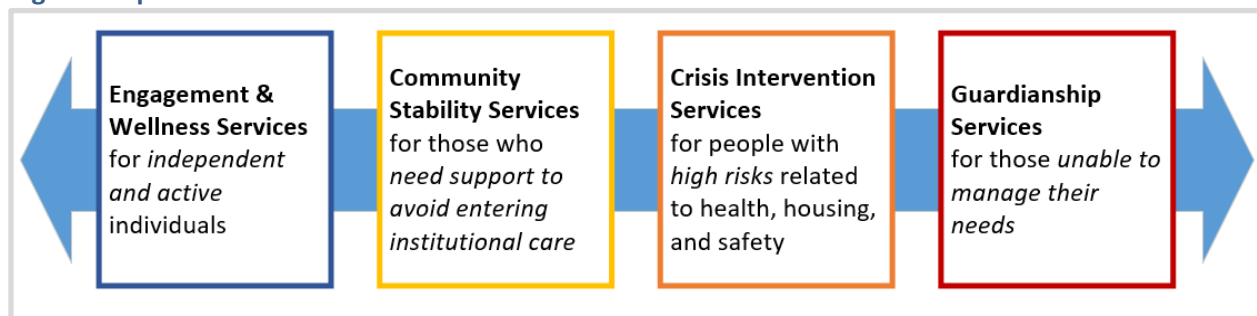 Engagement &
Wellness Services
for independent
and active
individuals
Community
Stability Services
for those who
need support to
avoid entering
institutional care
Crisis Intervention
Services
for people with
high risks related
to health, housing,
and safety
Guardianship
Services
for those unable to
manage their
needs